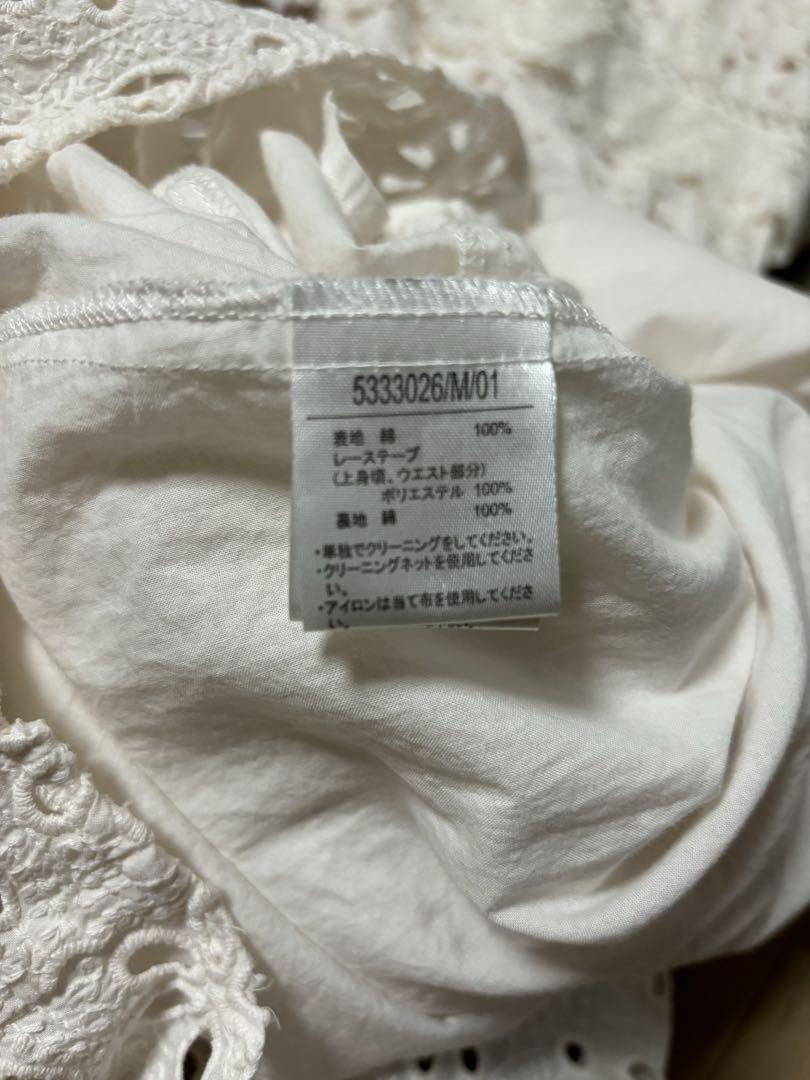 5333026/M/01
表地 綿 100%
レーステープ
(上身頃、ウエスト部分)
ポリエステル 100%
裏地 綿 100%
・単独でクリーニングをしてください。
・クリーニングネットを使用してくださ
い。
・アイロンは当て布を使用してくださ
い。